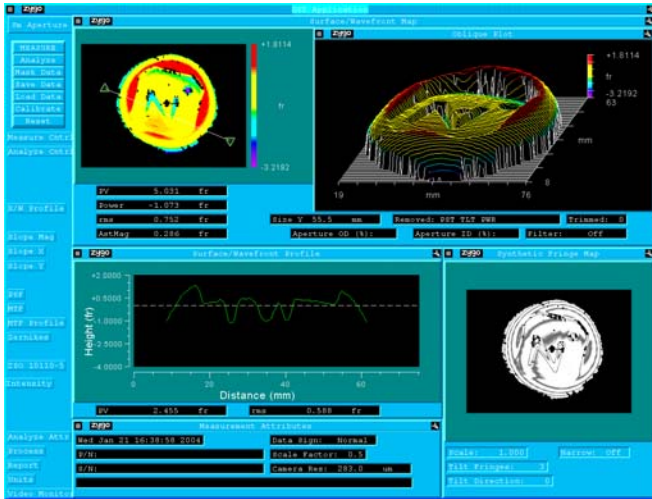 zygo GPI Application
9m Aperture
MEASURE
Analyze
Mask Data
Save Data
Load Data
Calibrate
Reset
Measure Cntrl
Analyze Cntrl
S/W Profile
Slope Mag
Slope X
Slope Y
PSF
MTF
MTF Profile
Zernikes
ISO 10110-5
Intensity
Analyze Attr
Process
Report
Units
Video Monitor
zygo Surface/Wavefront Map
+1.8114
fr
-3.2192
PV 5.031 fr
Power -1.073 fr
rms 0.752 fr
AstMag 0.286 fr
Size Y 55.5 mm
Removed: PST TLT PWR
Trimmed: 0
Aperture OD (%):
Aperture ID (%):
Filter: Off
zygo Oblique Plot
+1.8114
fr
-3.2192
63
mm
8
19
mm
76
zygo Surface/Wavefront Profile
+2.0000
+0.5000
-1.0000
-2.5000
-4.0000
Height (fr)
0
20
40
60
Distance (mm)
PV 2.455 fr
rms 0.588 fr
zygo Synthetic Fringe Map
Scale: 1.000
Narrow: Off
Tilt Fringes: 3
Tilt Direction: 0
zygo Measurement Attributes
Wed Jan 21 16:38:58 2004
Data Sign: Normal
P/N:
Scale Factor: 0.5
S/N:
Camera Res: 283.0 um